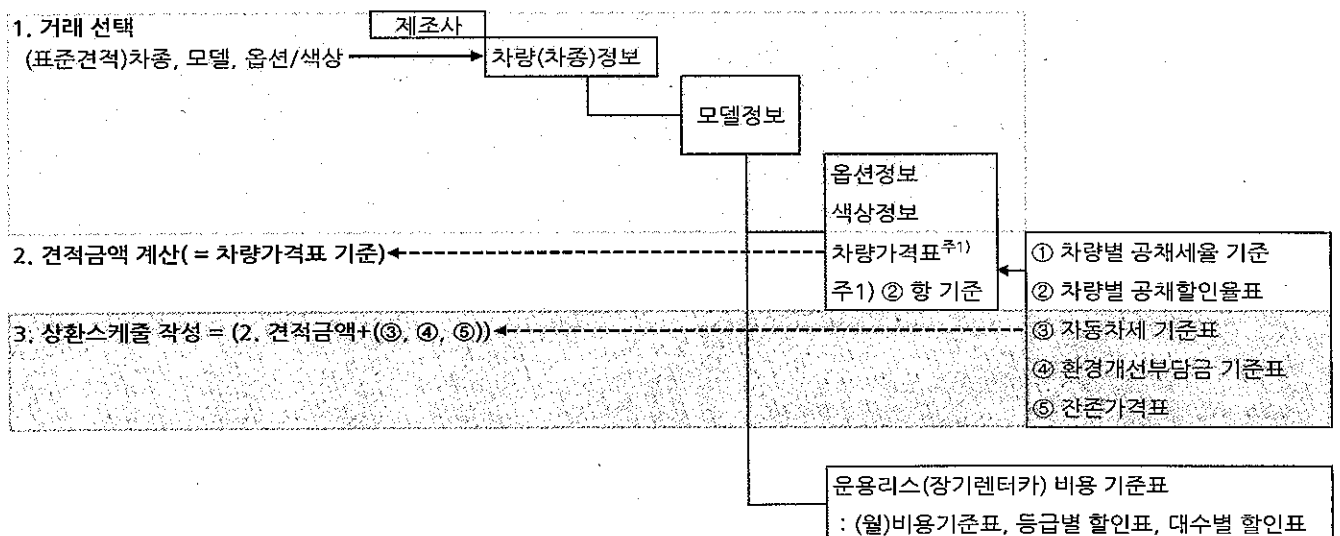 1. 거래 선택
제조사
(표준견적)차종, 모델, 옵션/색상
차량(차종)정보
모델정보
옵션정보
색상정보
2. 견적금액 계산( = 차량가격표 기준)
차량가격표주1)
주1) ② 항 기준
① 차량별 공채세율 기준
② 차량별 공채할인율표
3. 상환스케줄 작성 = (2. 견적금액+(③, ④, ⑤))
③ 자동차세 기준표
④ 환경개선부담금 기준표
⑤ 잔존가격표
운용리스(장기렌터카) 비용 기준표
: (월)비용기준표, 등급별 할인표, 대수별 할인표